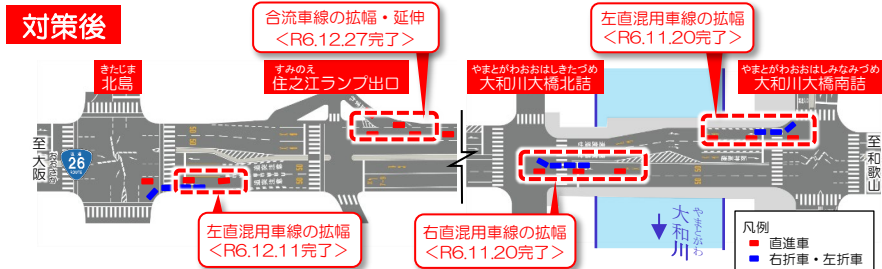 対策後
合流車線の拡幅・延伸
<R6.12.27完了>
左直混用車線の拡幅
<R6.11.20完了>
きたじま
北島
すみのえ
住之江ランプ出口
やまとがわおおはしきたづめ
大和川大橋北詰
やまとがわおおはしみなみづめ
大和川大橋南詰
至大阪
おおさか
国道
26
ROUTE
至和歌山
左直混用車線の拡幅
<R6.12.11完了>
右直混用車線の拡幅
<R6.11.20完了>
やまとがわ
大和川
凡例
直進車
右折車・左折車